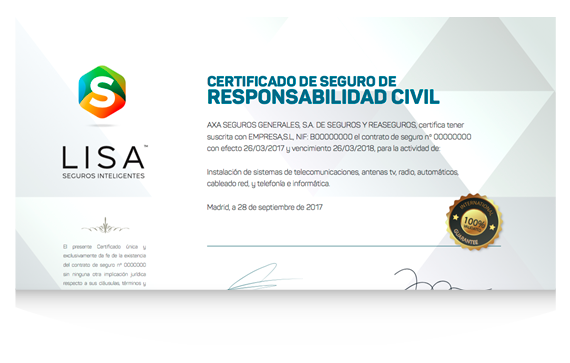 CERTIFICADO DE SEGURO DE
RESPONSABILIDAD CIVIL
AXA SEGUROS GENERALES, S.A. DE SEGUROS Y REASEGUROS, certifica tener
suscrita con EMPRESA,S.L, NIF: B00000000 el contrato de seguro nº 00000000
con efecto 26/03/2017 y vencimiento 26/03/2018, para la actividad de:
Instalación de sistemas de telecomunicaciones, antenas tv, radio, automáticos,
cableado red, y telefonía e informática.
Madrid, a 28 de septiembre de 2017
S
LISA™
SEGUROS INTELIGENTES
El presente Certificado única y
exclusivamente da fe de la existencia
del contrato de seguro nº 0000000
sin ninguna otra implicación jurídica
respecto a sus cláusulas, términos y
INTERNATIONAL
100%
GUARANTEE